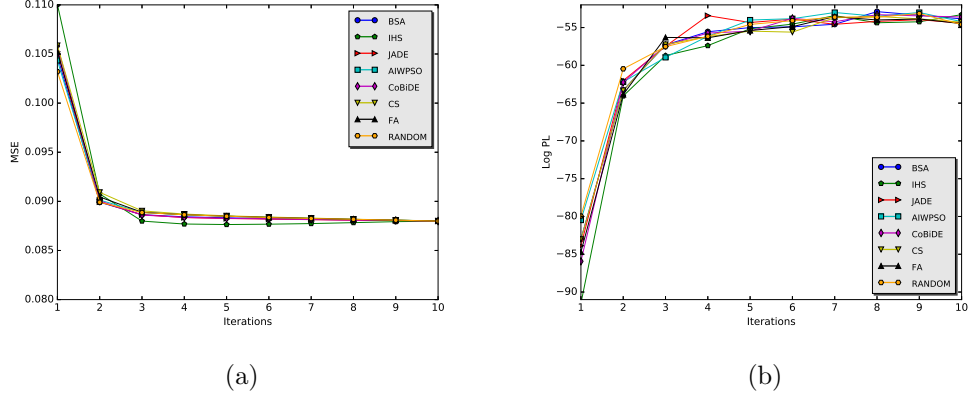 0.110
0.105
0.100
0.095
0.090
0.085
0.080
MSE
1 2 3 4 5 6 7 8 9 10
Iterations
BSA
IHS
JADE
AIWPSO
CoBiDE
CS
FA
RANDOM
(a)
−55
−60
−65
−70
−75
−80
−85
−90
Log PL
1 2 3 4 5 6 7 8 9 10
Iterations
BSA
IHS
JADE
AIWPSO
CoBiDE
CS
FA
RANDOM
(b)